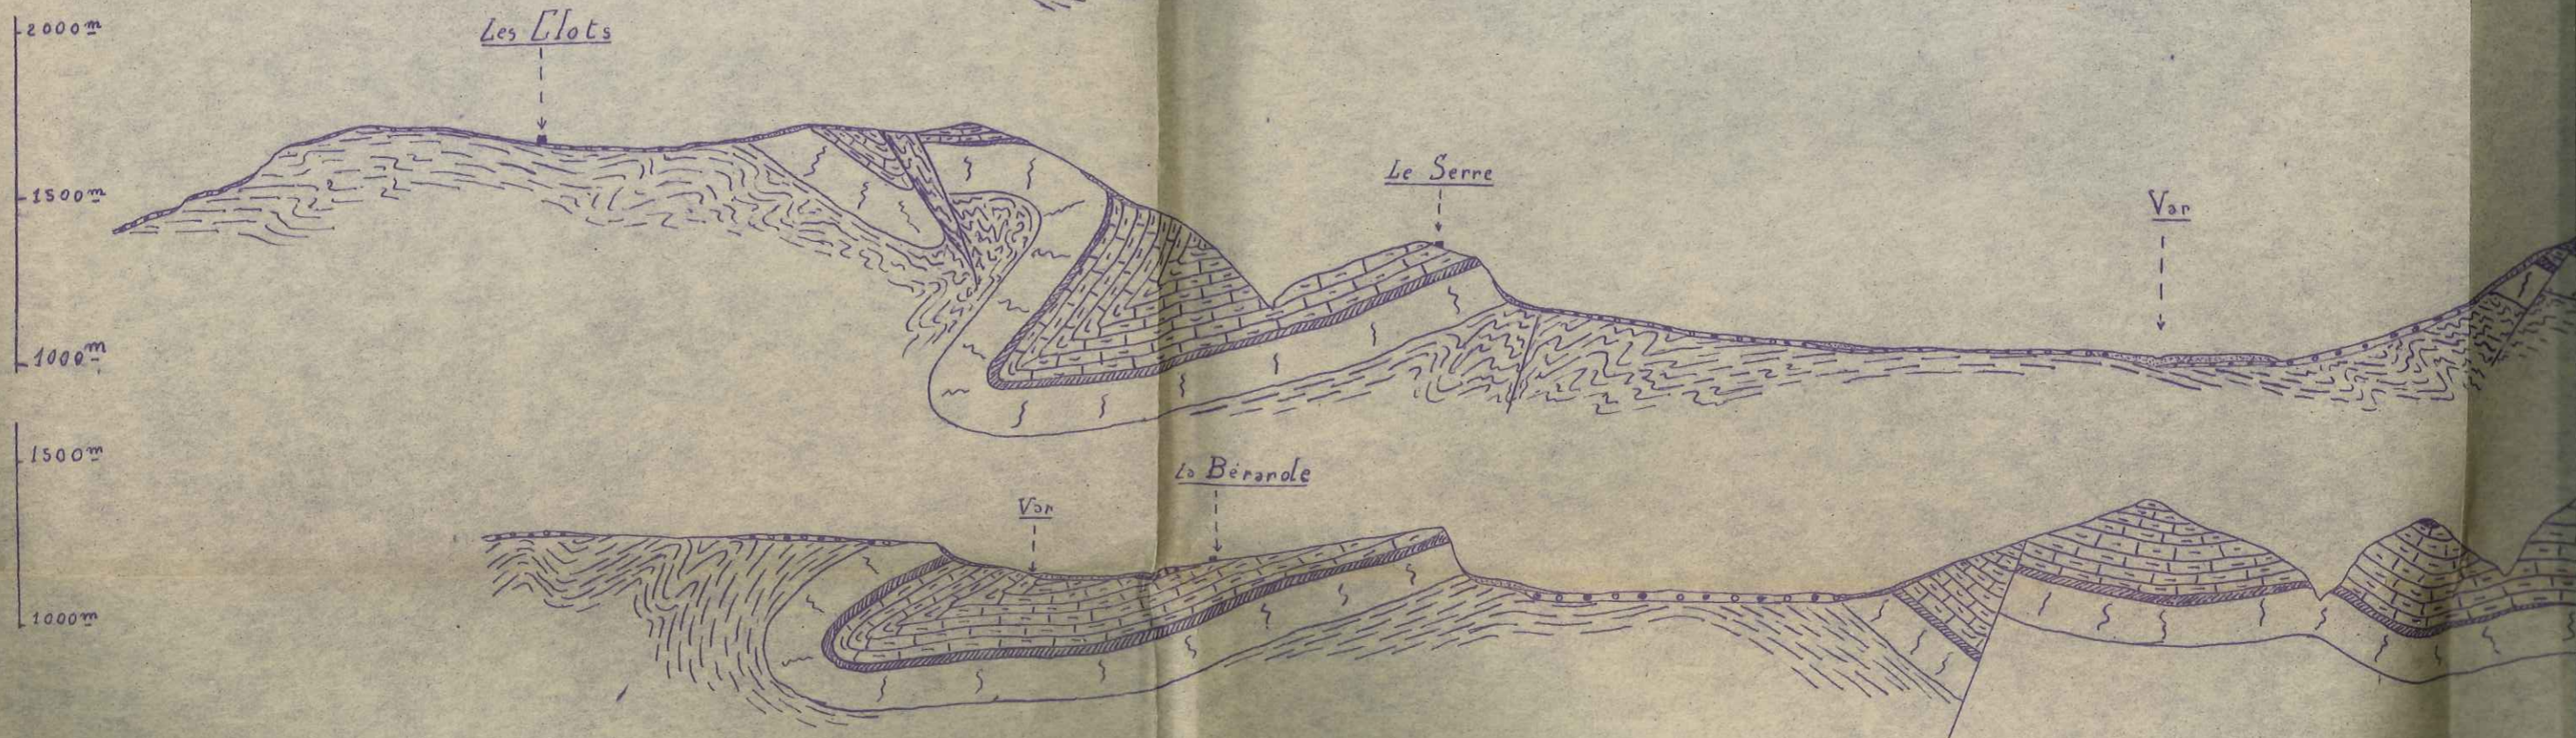 2000m
Les Clots
1500m
Le Serre
Var
1000m
1500m
La Bérarde
Var
1000m